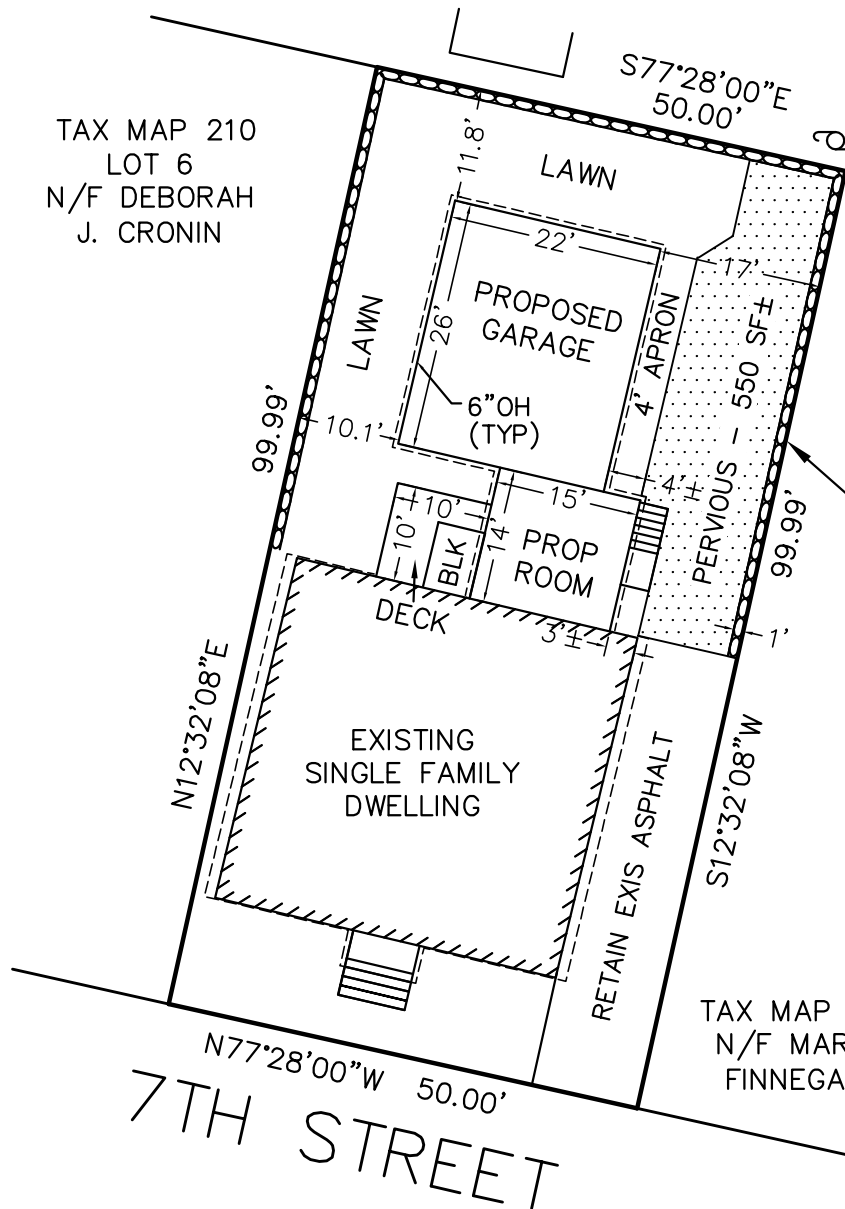 S77°28'00"E
50.00'
a
TAX MAP 210
LOT 6
N/F DEBORAH
J. CRONIN
11.8'
LAWN
22'
17'
PROPOSED
GARAGE
26'
LAWN
4' APRON
PERVIOUS - 550 SF±
6"OH
(TYP)
99.99'
10.1'
4'±
15'
10'
10'
14'
BLK
PROP
ROOM
DECK
99.99'
3'±
1'
N12°32'08"E
EXISTING
SINGLE FAMILY
DWELLING
RETAIN EXIS ASPHALT
S12°32'08"W
TAX MAP
N/F MAR
FINNEGA
N77°28'00"W 50.00'
7TH STREET